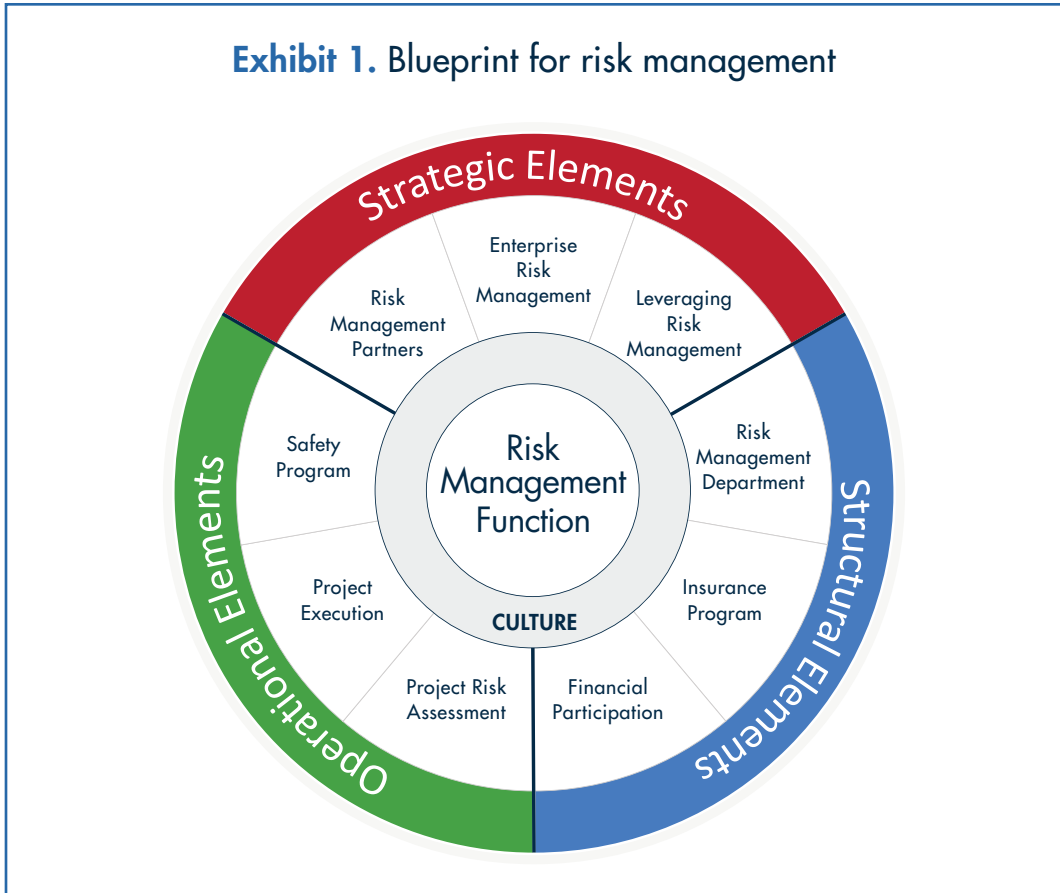 Exhibit 1. Blueprint for risk management
Strategic Elements
Enterprise
Risk
Management
Risk
Management
Partners
Leveraging
Risk
Management
Safety
Program
Risk
Management
Department
Risk
Management
Function
Structural Elements
Operational Elements
Project
Execution
Insurance
Program
CULTURE
Project Risk
Assessment
Financial
Participation